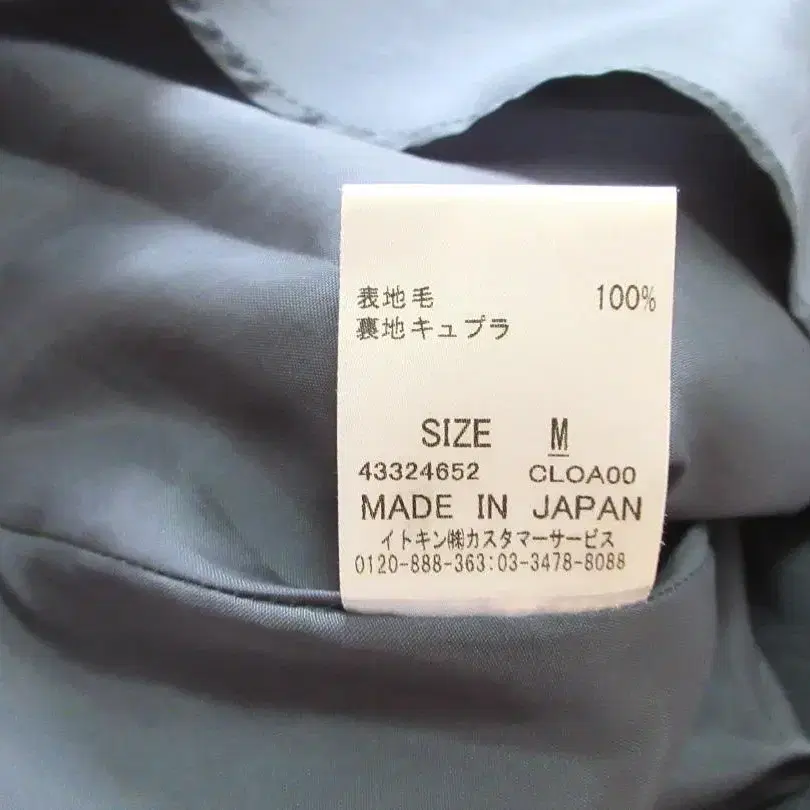 表地毛 100%
裏地キュプラ
SIZE M
43324652 CLOA00
MADE IN JAPAN
イトキン㈱カスタマーサービス
0120-888-363:03-3478-8088